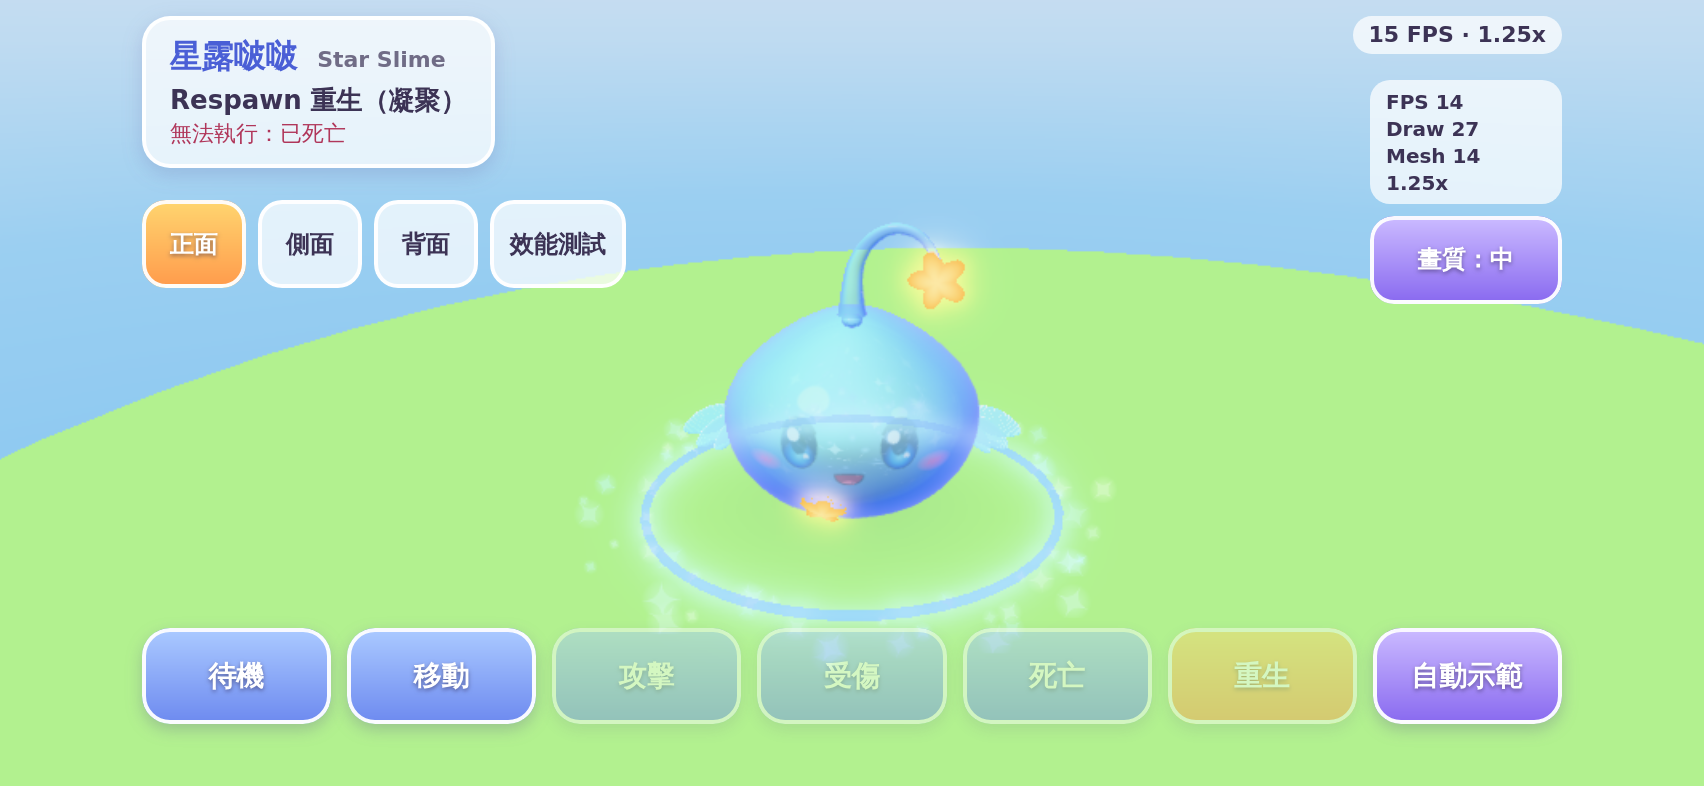 星露啵啵 Star Slime
Respawn 重生（凝聚）
無法執行：已死亡
15 FPS · 1.25x
FPS 14
Draw 27
Mesh 14
1.25x
正面 側面 背面 效能測試
畫質：中
待機 移動 攻擊 受傷 死亡 重生 自動示範